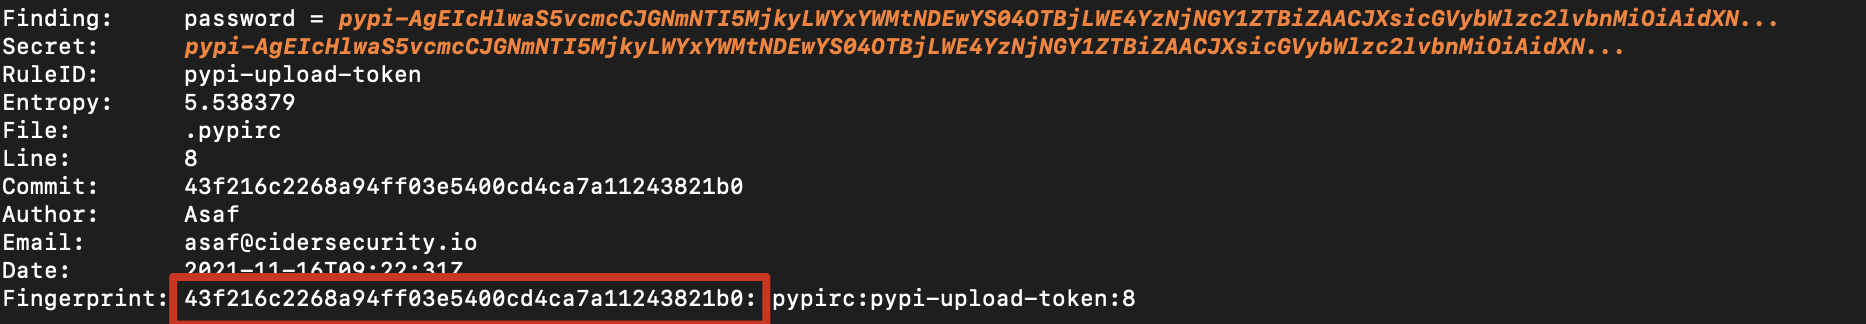 Finding: password = pypi-AgEIcHlwaS5vcmcCJGNmNTI5MjkyLWYxYWMtNDEwYS04OTBjLWE4YzNjNGY1ZTBiZAACJXsicGVybWlzc2lvbnMiOiAidXN...
Secret: pypi-AgEIcHlwaS5vcmcCJGNmNTI5MjkyLWYxYWMtNDEwYS04OTBjLWE4YzNjNGY1ZTBiZAACJXsicGVybWlzc2lvbnMiOiAidXN...
RuleID: pypi-upload-token
Entropy: 5.538379
File: .pypirc
Line: 8
Commit: 43f216c2268a94ff03e5400cd4ca7a11243821b0
Author: Asaf
Email: asaf@cidersecurity.io
Date: 2021-11-16T09:22:31Z
Fingerprint: 43f216c2268a94ff03e5400cd4ca7a11243821b0: pypirc:pypi-upload-token:8